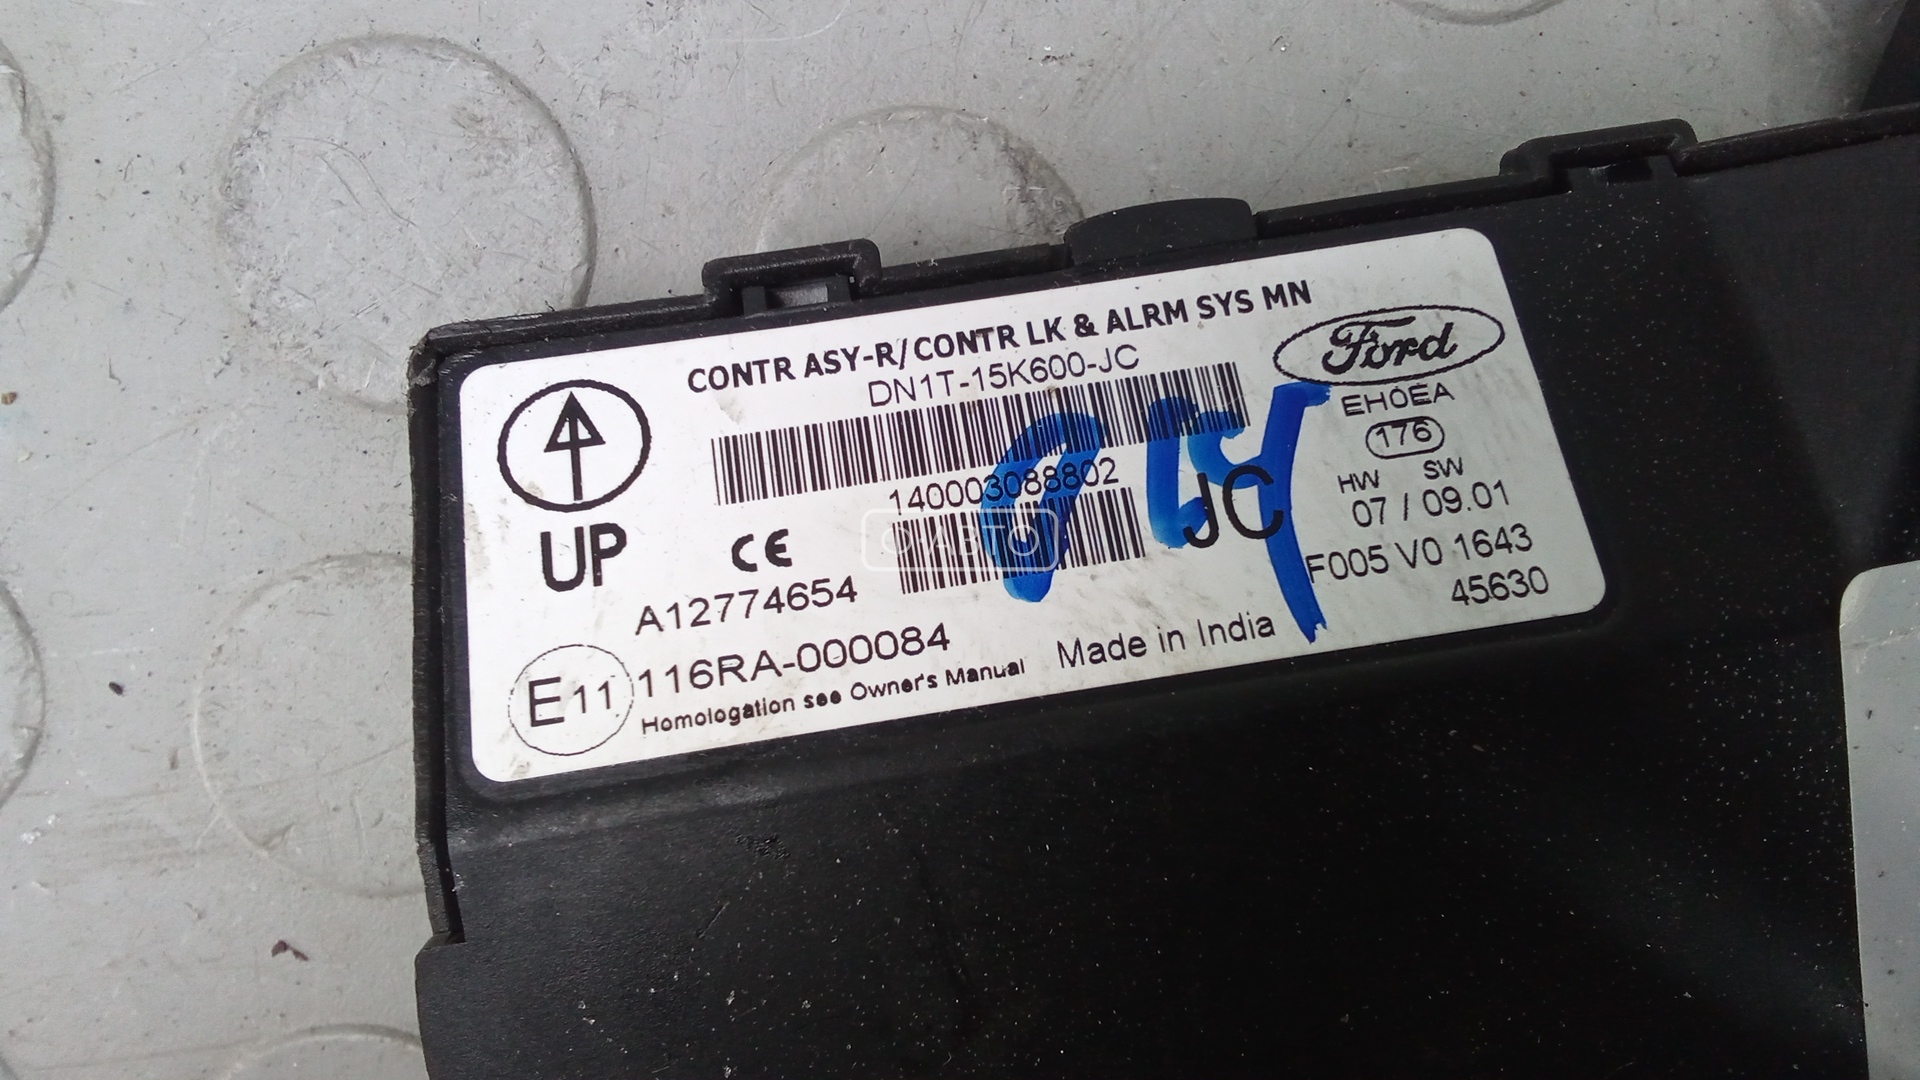 CONTR ASY-R/CONTR LK & ALRM SYS MN
DN1T-15K600-JC
Ford
EH0EA
176
HW SW
07 / 09.01
F005 V0 1643
45630
140003088802
JC
UP
CE
A12774654
E11 116RA-000084
Homologation see Owner's Manual
Made in India